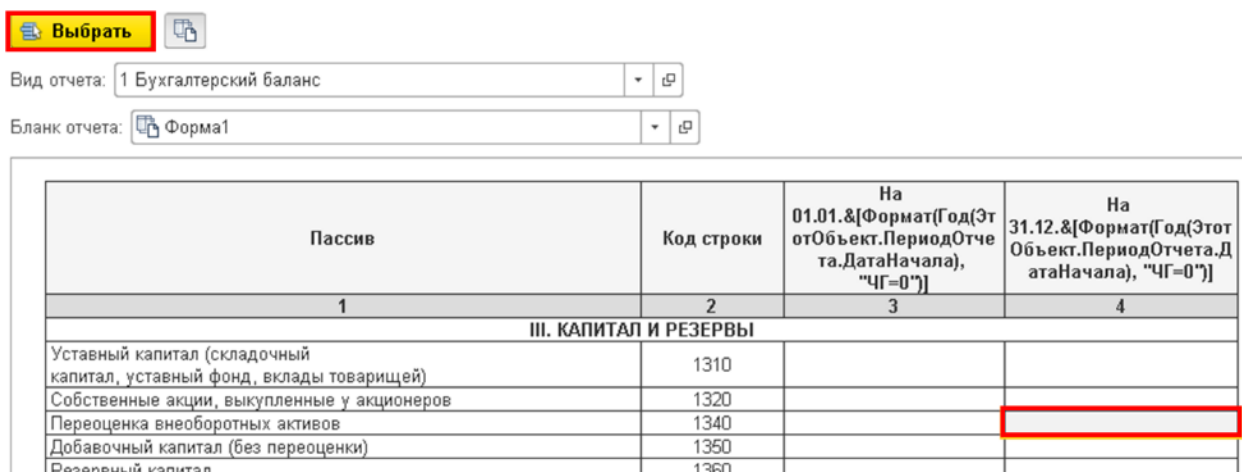 Выбрать
Вид отчета: 1 Бухгалтерский баланс
Бланк отчета: Форма1
Пассив
Код строки
На
01.01.&[Формат(Год(Эт
отОбъект.ПериодОтче
та.ДатаНачала),
"ЧГ=0")]
На
31.12.&[Формат(Год(Этот
Объект.ПериодОтчета.Д
атаНачала), "ЧГ=0")]
1 2 3 4
III. КАПИТАЛ И РЕЗЕРВЫ
Уставный капитал (складочный
капитал, уставный фонд, вклады товарищей) 1310
Собственные акции, выкупленные у акционеров 1320
Переоценка внеоборотных активов 1340
Добавочный капитал (без переоценки) 1350
Резервный капитал 1360